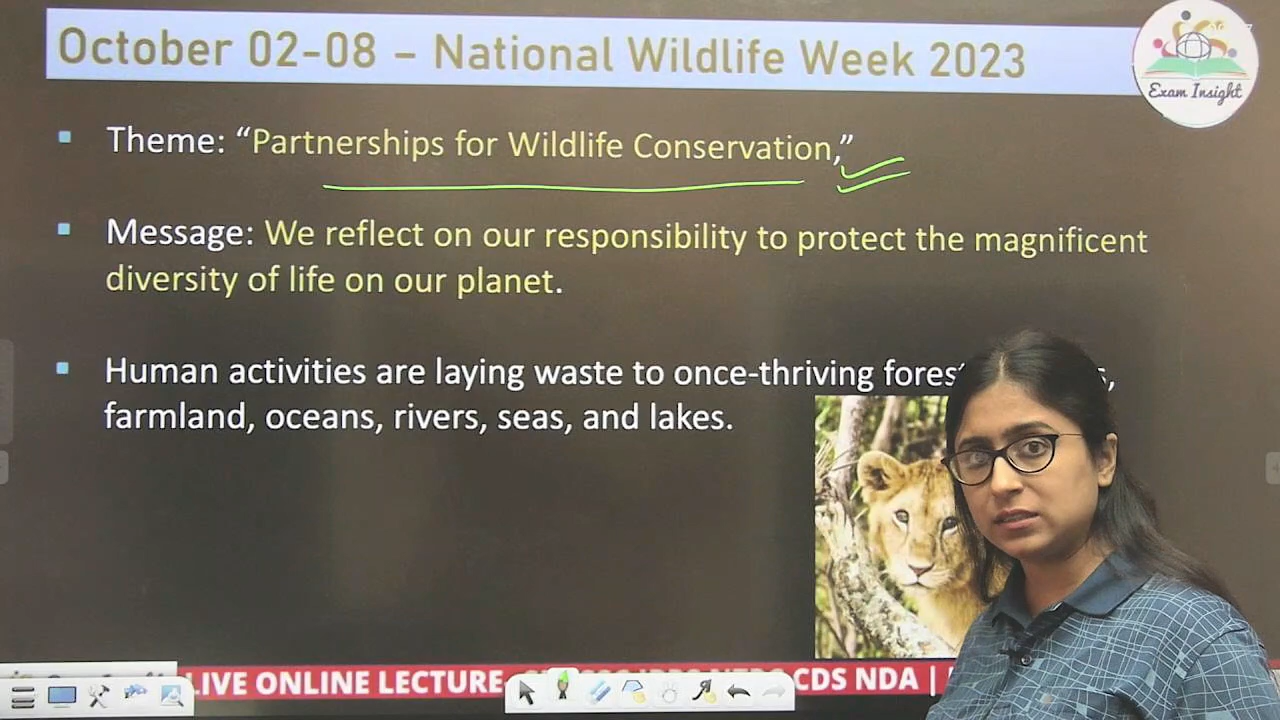 October 02-08 – National Wildlife Week 2023
Exam Insight
Theme: “Partnerships for Wildlife Conservation,”
Message: We reflect on our responsibility to protect the magnificent
diversity of life on our planet.
Human activities are laying waste to once-thriving
farmland, oceans, rivers, seas, and lakes.
LIVE ONLINE LECTURE
CDS NDA |